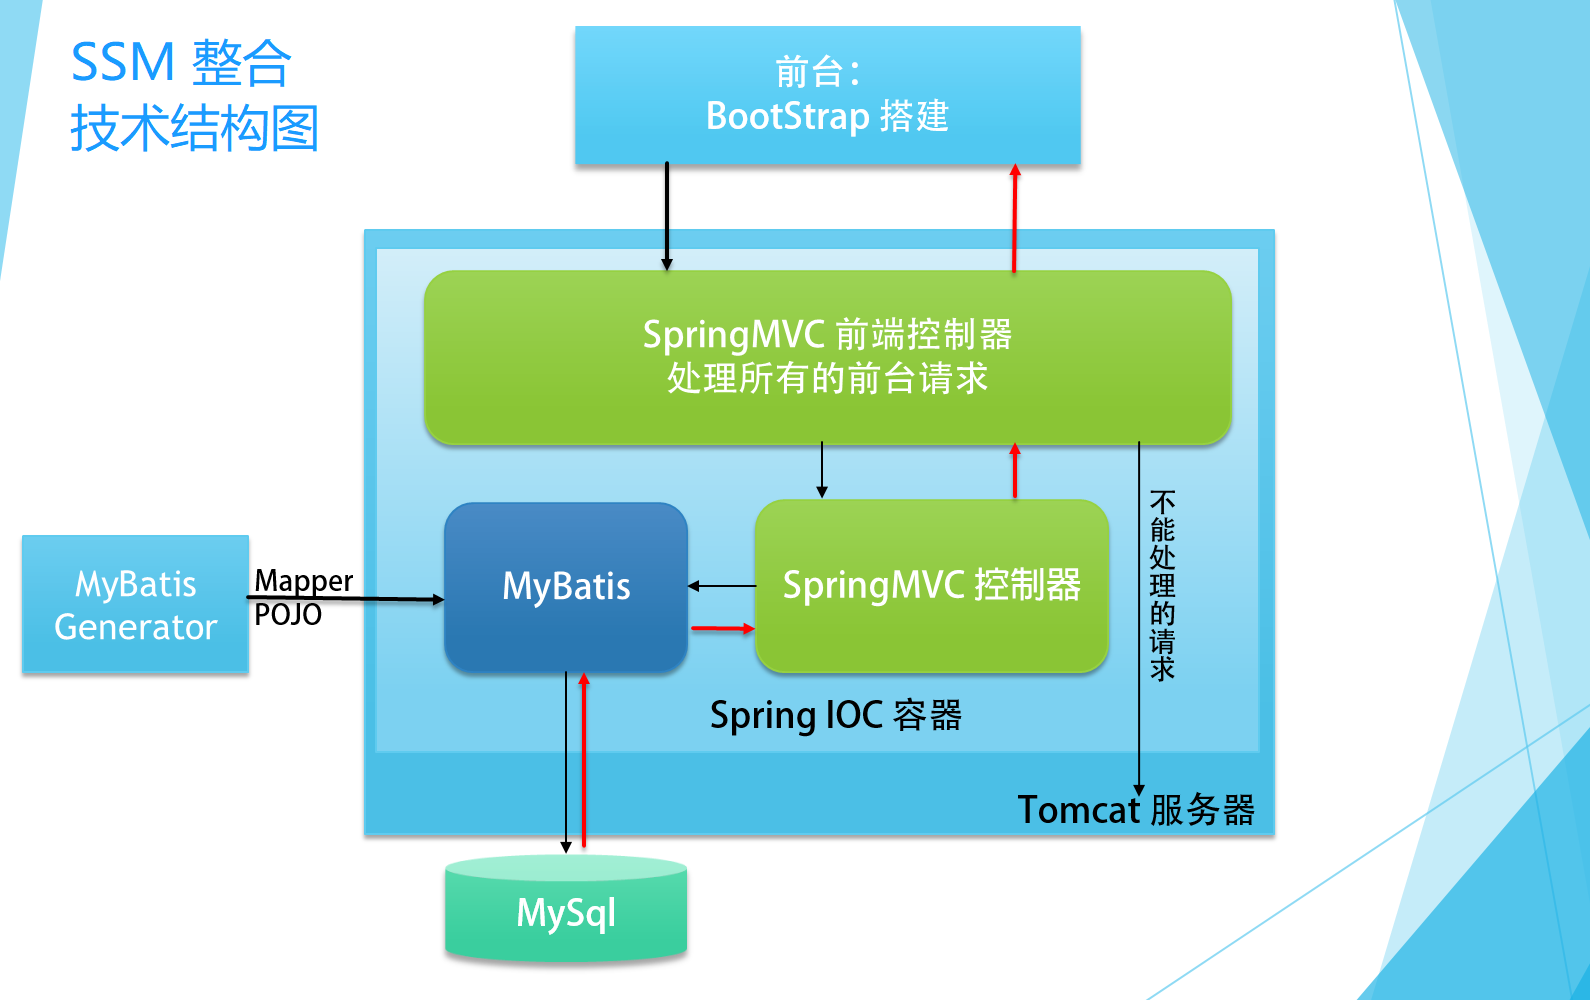 SSM 整合
技术结构图
前台：
BootStrap 搭建
SpringMVC 前端控制器
处理所有的前台请求
MyBatis
Generator
Mapper
POJO
MyBatis
SpringMVC 控制器
不能处理的请求
Spring IOC 容器
Tomcat 服务器
MySql